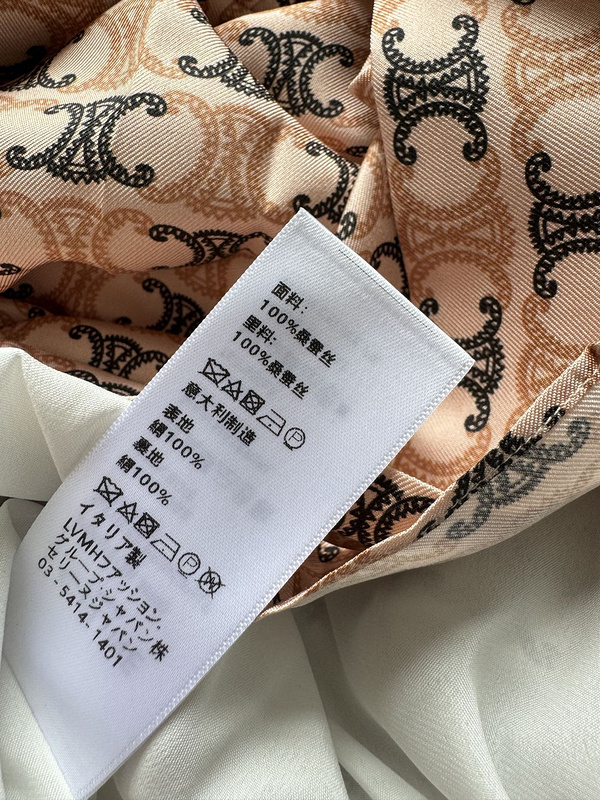 面料:
100%桑蚕丝
里料:
100%桑蚕丝
P
意大利制造
表地
絹100%
裏地
絹100%
P W
イタリア製
LVMHファッション.
グループ.ジャパン株
セリーヌジャパン
03-5414-1401